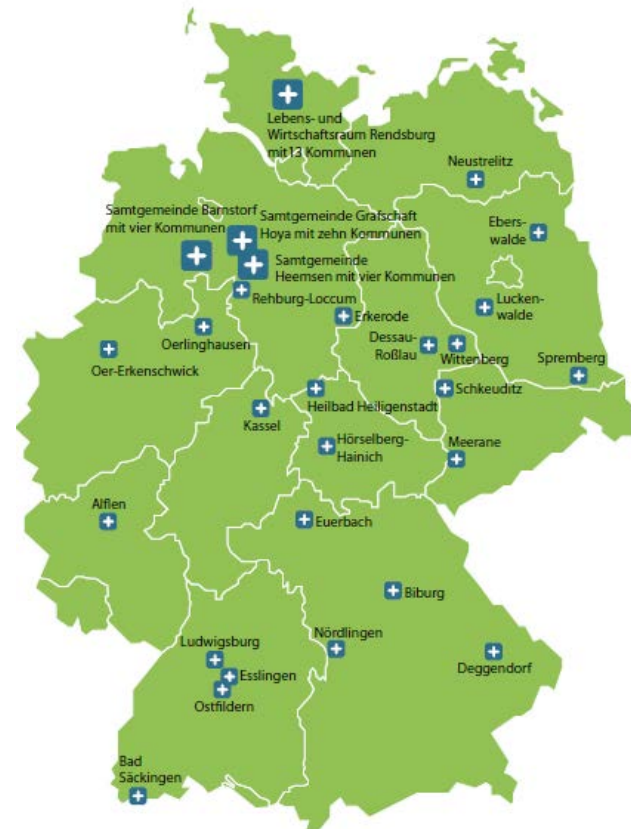 Lebens- und
Wirtschaftsraum Rendsburg
mit13 Kommunen
Neustrelitz
Samtgemeinde Barnstorf
mit vier Kommunen
Samtgemeinde Grafschaft
Hoya mit zehn Kommunen
Ebers-
walde
Samtgemeinde
Heemsen mit vier Kommunen
Rehburg-Loccum
Lucken-
walde
Erkerode
Oerlinghausen
Dessau-
Roßlau
Wittenberg
Oer-Erkenschwick
Spremberg
Schkeuditz
Heilbad Heiligenstadt
Kassel
Hörselberg-
Hainich
Meerane
Alflen
Euerbach
Biburg
Nördlingen
Ludwigsburg
Deggendorf
Esslingen
Ostfildern
Bad
Säckingen